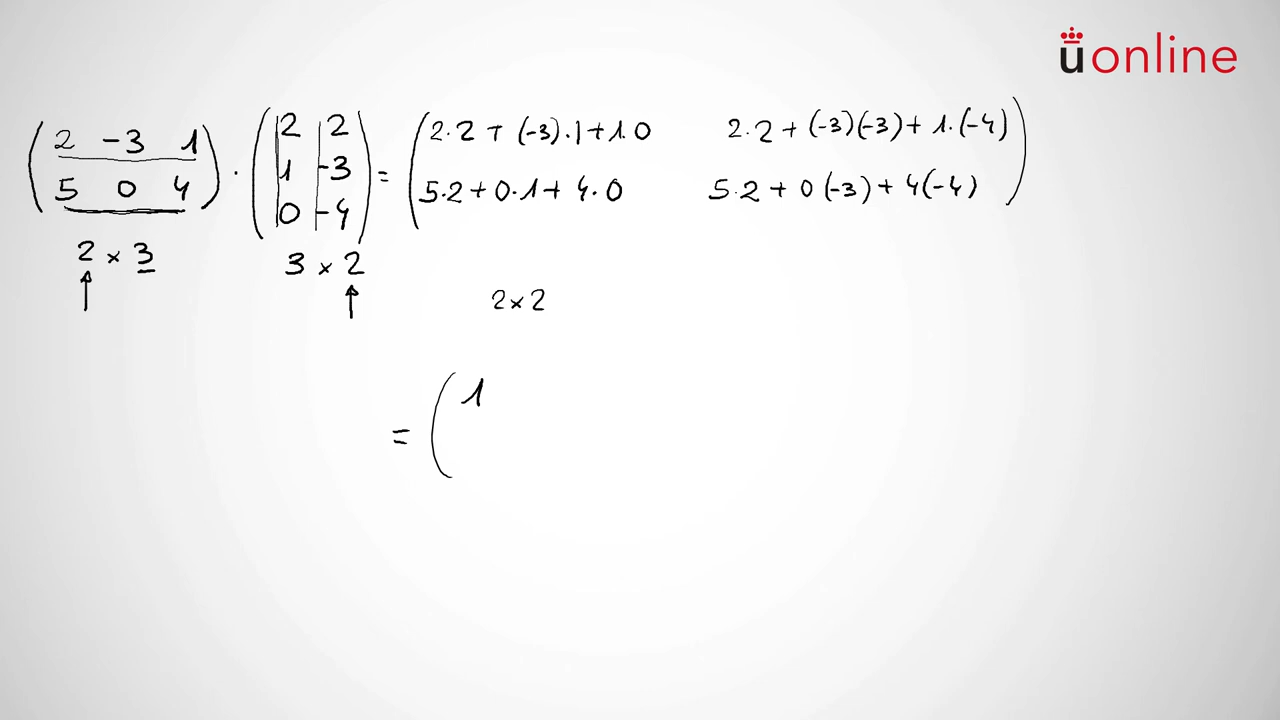 ūonline
( 2 -3 1 ) · ( 2 2 ) = ( 2·2 + (-3)·1 + 1·0 2·2 + (-3)(-3) + 1·(-4) )
1 -3
5 0 4 0 -4 5·2 + 0·1 + 4·0 5·2 + 0(-3) + 4(-4)
2 × 3 3 × 2
2×2
= ( 1